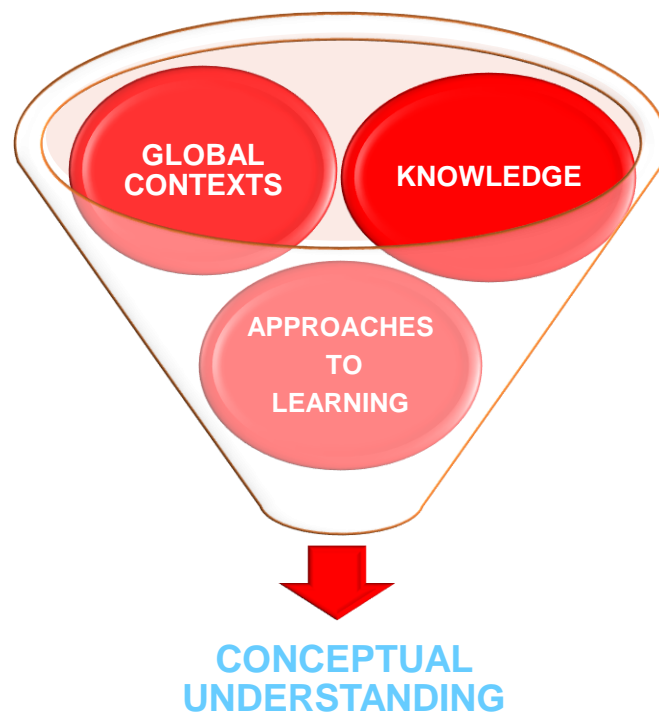 GLOBAL
CONTEXTS
KNOWLEDGE
APPROACHES
TO
LEARNING
CONCEPTUAL
UNDERSTANDING